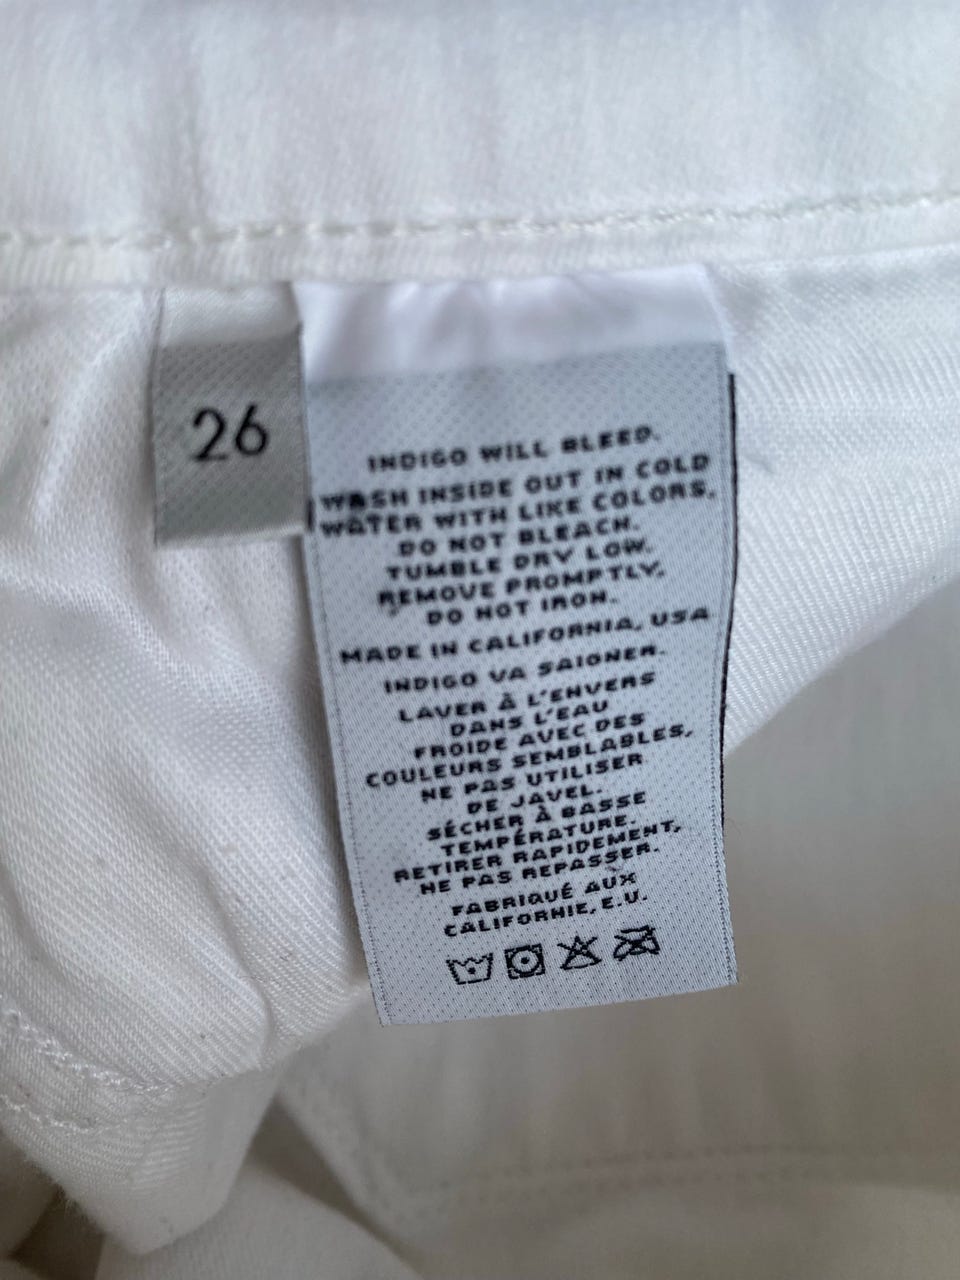 26
INDIGO WILL BLEED.
WASH INSIDE OUT IN COLD
WATER WITH LIKE COLORS.
DO NOT BLEACH.
TUMBLE DRY LOW.
REMOVE PROMPTLY.
DO NOT IRON.
MADE IN CALIFORNIA, USA
INDIGO VA SAIGNER.
LAVER À L'ENVERS
DANS L'EAU
FROIDE AVEC DES
COULEURS SEMBLABLES,
NE PAS UTILISER
DE JAVEL.
SÉCHER À BASSE
TEMPÉRATURE.
RETIRER RAPIDEMENT,
NE PAS REPASSER.
FABRIQUÉ AUX
CALIFORNIE, E.U.